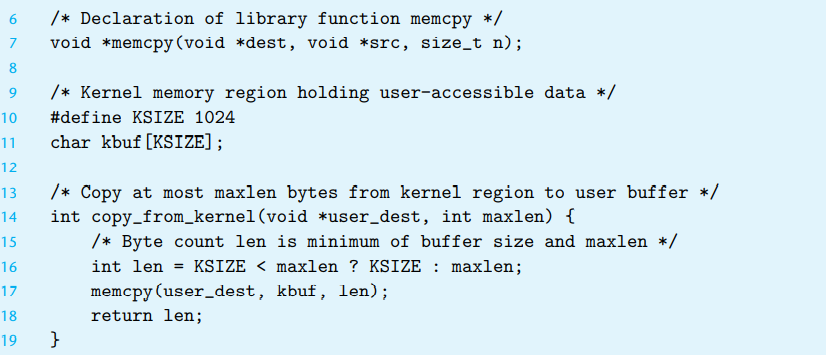 6 /* Declaration of library function memcpy */
7 void *memcpy(void *dest, void *src, size_t n);
8
9 /* Kernel memory region holding user-accessible data */
10 #define KSIZE 1024
11 char kbuf[KSIZE];
12
13 /* Copy at most maxlen bytes from kernel region to user buffer */
14 int copy_from_kernel(void *user_dest, int maxlen) {
15 /* Byte count len is minimum of buffer size and maxlen */
16 int len = KSIZE < maxlen ? KSIZE : maxlen;
17 memcpy(user_dest, kbuf, len);
18 return len;
19 }